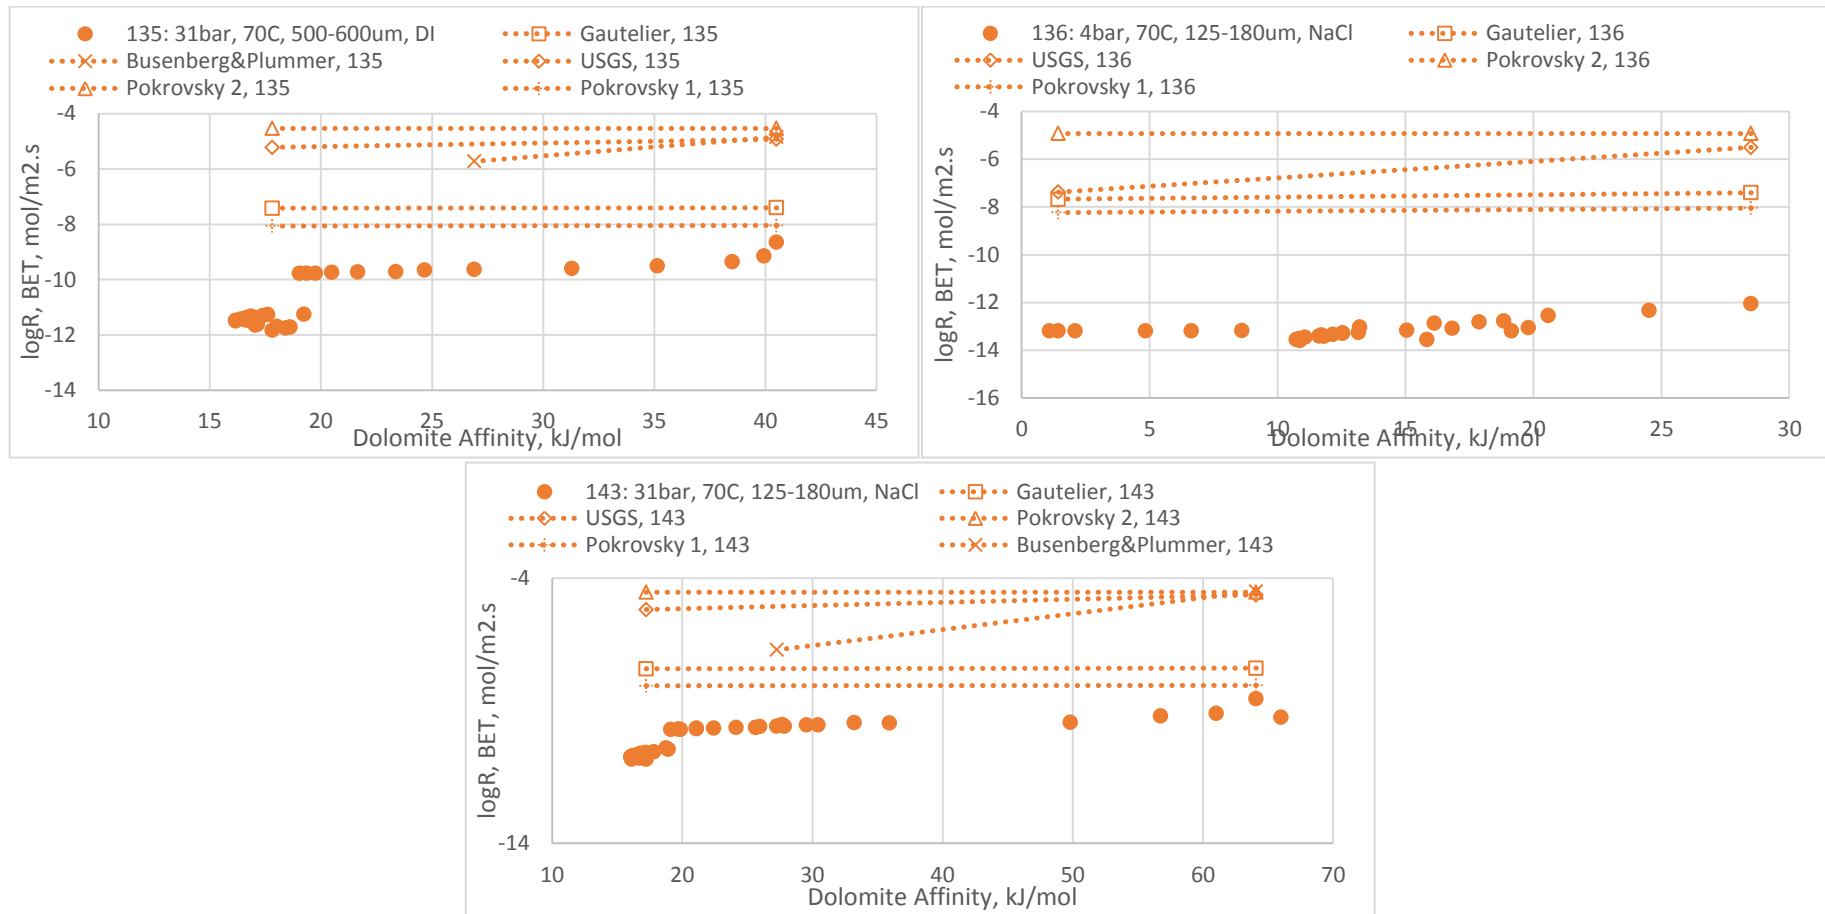 135: 31bar, 70C, 500-600um, DI
Gautelier, 135
Busenberg&Plummer, 135
USGS, 135
Pokrovsky 2, 135
Pokrovsky 1, 135
-4
-6
-8
-10
-12
-14
10
15
20
25
30
35
40
45
logR, BET, mol/m2.s
Dolomite Affinity, kJ/mol
136: 4bar, 70C, 125-180um, NaCl
Gautelier, 136
USGS, 136
Pokrovsky 2, 136
Pokrovsky 1, 136
-4
-6
-8
-10
-12
-14
-16
0
5
10
15
20
25
30
logR, BET, mol/m2.s
Dolomite Affinity, kJ/mol
143: 31bar, 70C, 125-180um, NaCl
Gautelier, 143
USGS, 143
Pokrovsky 2, 143
Pokrovsky 1, 143
Busenberg&Plummer, 143
-4
-14
10
20
30
40
50
60
70
logR, BET, mol/m2.s
Dolomite Affinity, kJ/mol